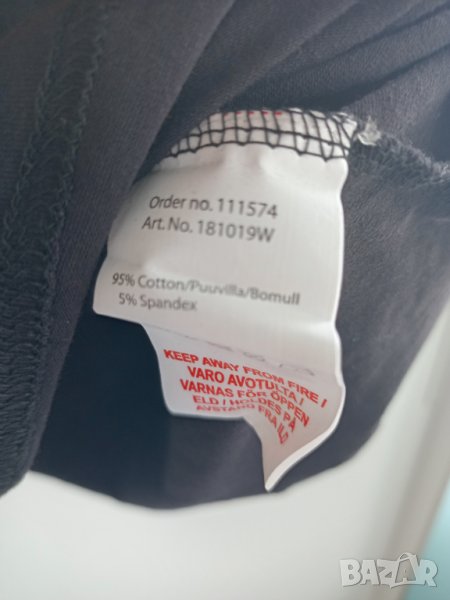 Order no. 111574
Art. No. 181019W
95% Cotton/Puuvilla/Bomull
5% Spandex
KEEP AWAY FROM FIRE /
VARO AVOTULTA /
VARNAS FÖR ÖPPEN
ELD / HOLDES PÅ
AVSTAND FRA ILD
BAZAR